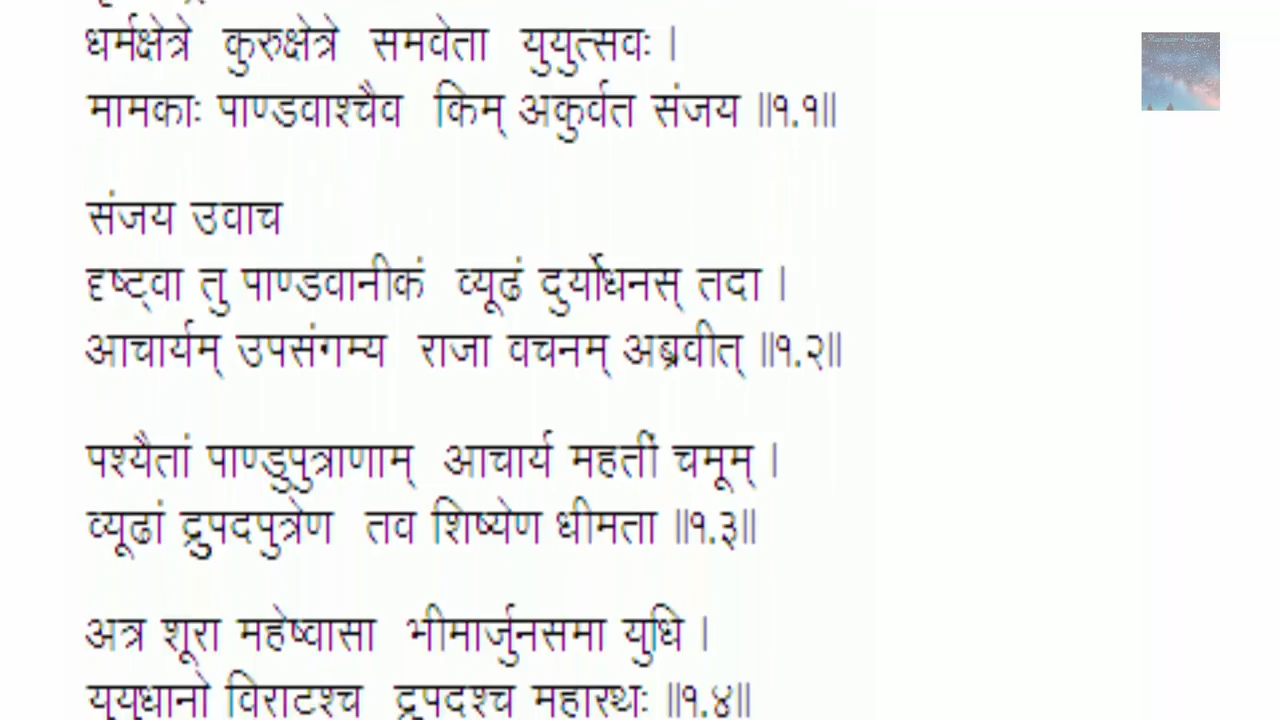 धर्मक्षेत्रे कुरुक्षेत्रे समवेता युयुत्सवः |
मामकाः पाण्डवाश्चैव किम् अकुर्वत संजय ||१.१||
संजय उवाच
दृष्ट्वा तु पाण्डवानीकं व्यूढं दुर्योधनस् तदा |
आचार्यम् उपसंगम्य राजा वचनम् अब्रवीत् ||१.२||
पश्यैतां पाण्डुपुत्राणाम् आचार्य महतीं चमूम् |
व्यूढां द्रुपदपुत्रेण तव शिष्येण धीमता ||१.३||
अत्र शूरा महेष्वासा भीमार्जुनसमा युधि |
युयुधानो विराटश्च द्रुपदश्च महारथः ||१.४||